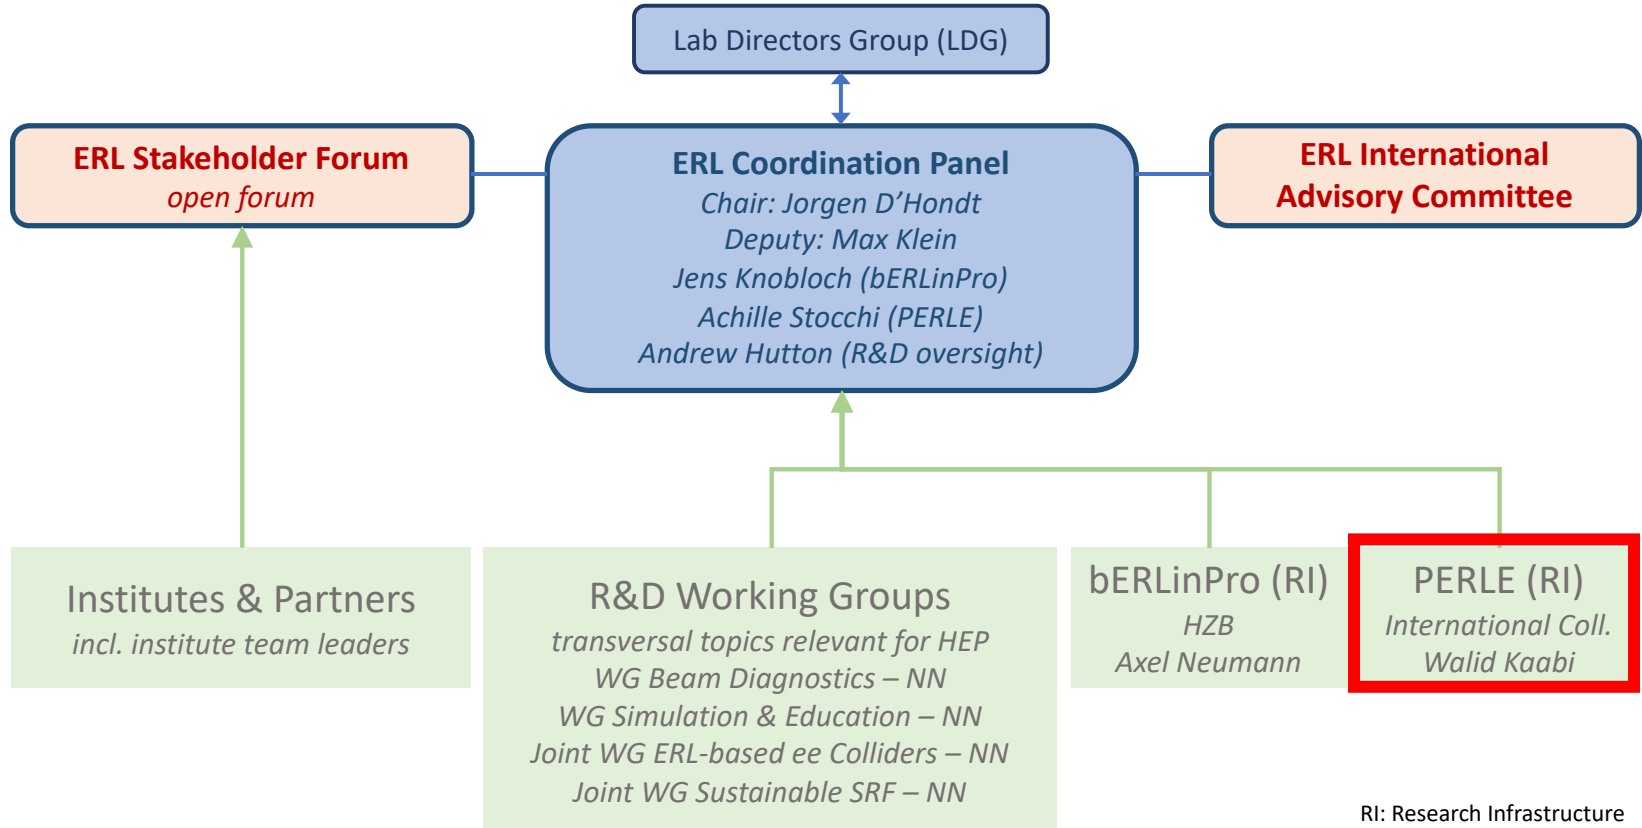 Lab Directors Group (LDG)
ERL Stakeholder Forum
open forum
ERL Coordination Panel
Chair: Jorgen D’Hondt
Deputy: Max Klein
Jens Knobloch (bERLinPro)
Achille Stocchi (PERLE)
Andrew Hutton (R&D oversight)
ERL International
Advisory Committee
Institutes & Partners
incl. institute team leaders
R&D Working Groups
transversal topics relevant for HEP
WG Beam Diagnostics – NN
WG Simulation & Education – NN
Joint WG ERL-based ee Colliders – NN
Joint WG Sustainable SRF – NN
bERLinPro (RI)
HZB
Axel Neumann
PERLE (RI)
International Coll.
Walid Kaabi
RI: Research Infrastructure